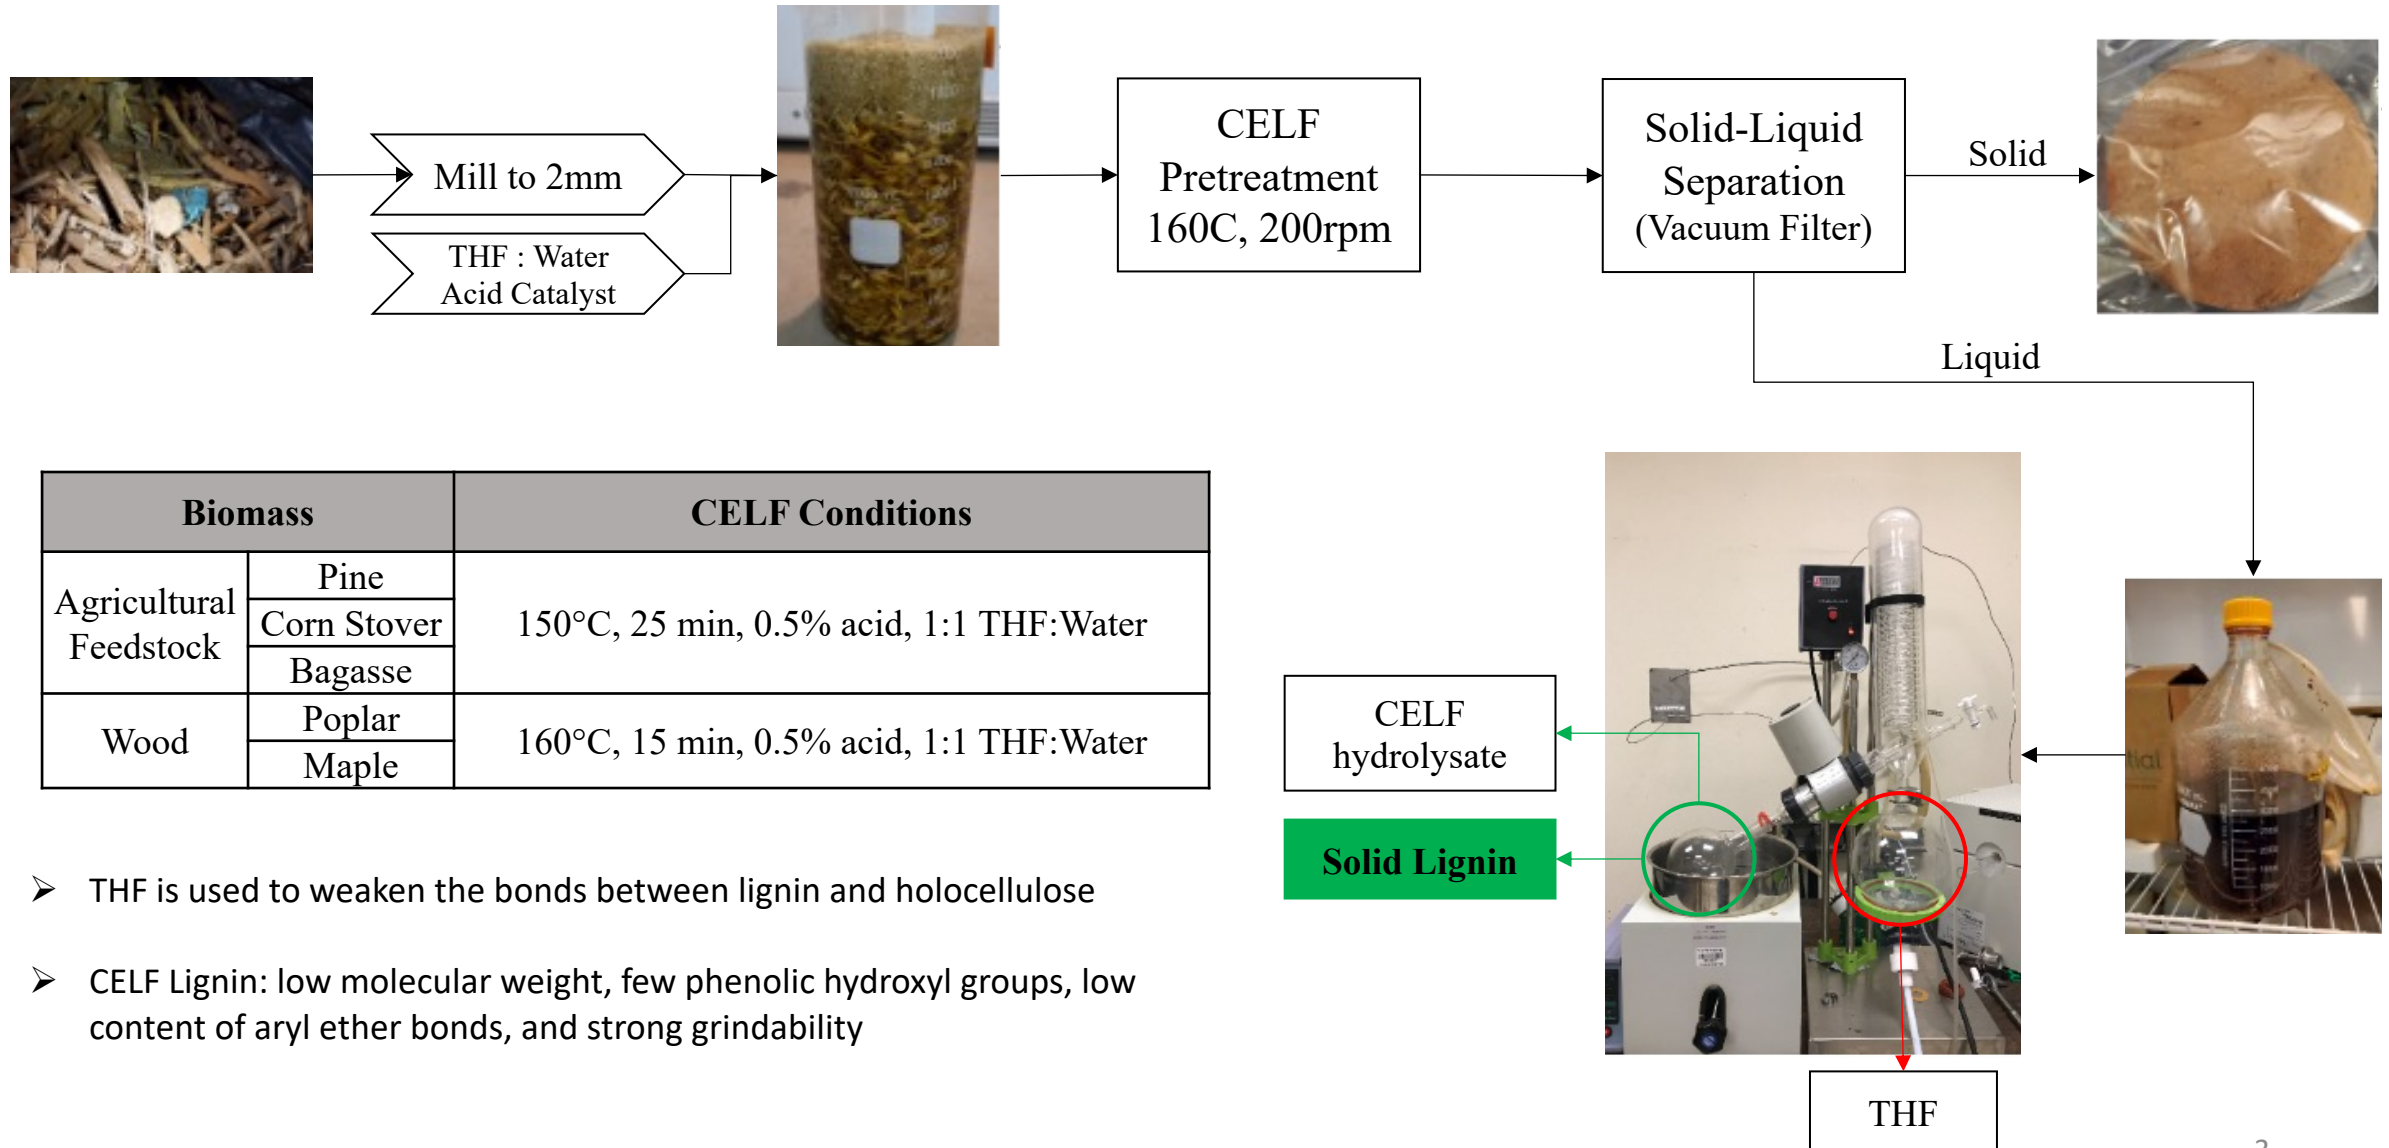 Mill to 2mm
THF : Water
Acid Catalyst
CELF
Pretreatment
160C, 200rpm
Solid-Liquid
Separation
(Vacuum Filter)
Solid
Liquid
Biomass
CELF Conditions
Agricultural
Feedstock
Pine
Corn Stover
Bagasse
150°C, 25 min, 0.5% acid, 1:1 THF:Water
Wood
Poplar
Maple
160°C, 15 min, 0.5% acid, 1:1 THF:Water
➢ THF is used to weaken the bonds between lignin and holocellulose
➢ CELF Lignin: low molecular weight, few phenolic hydroxyl groups, low
content of aryl ether bonds, and strong grindability
CELF
hydrolysate
Solid Lignin
tial
THF